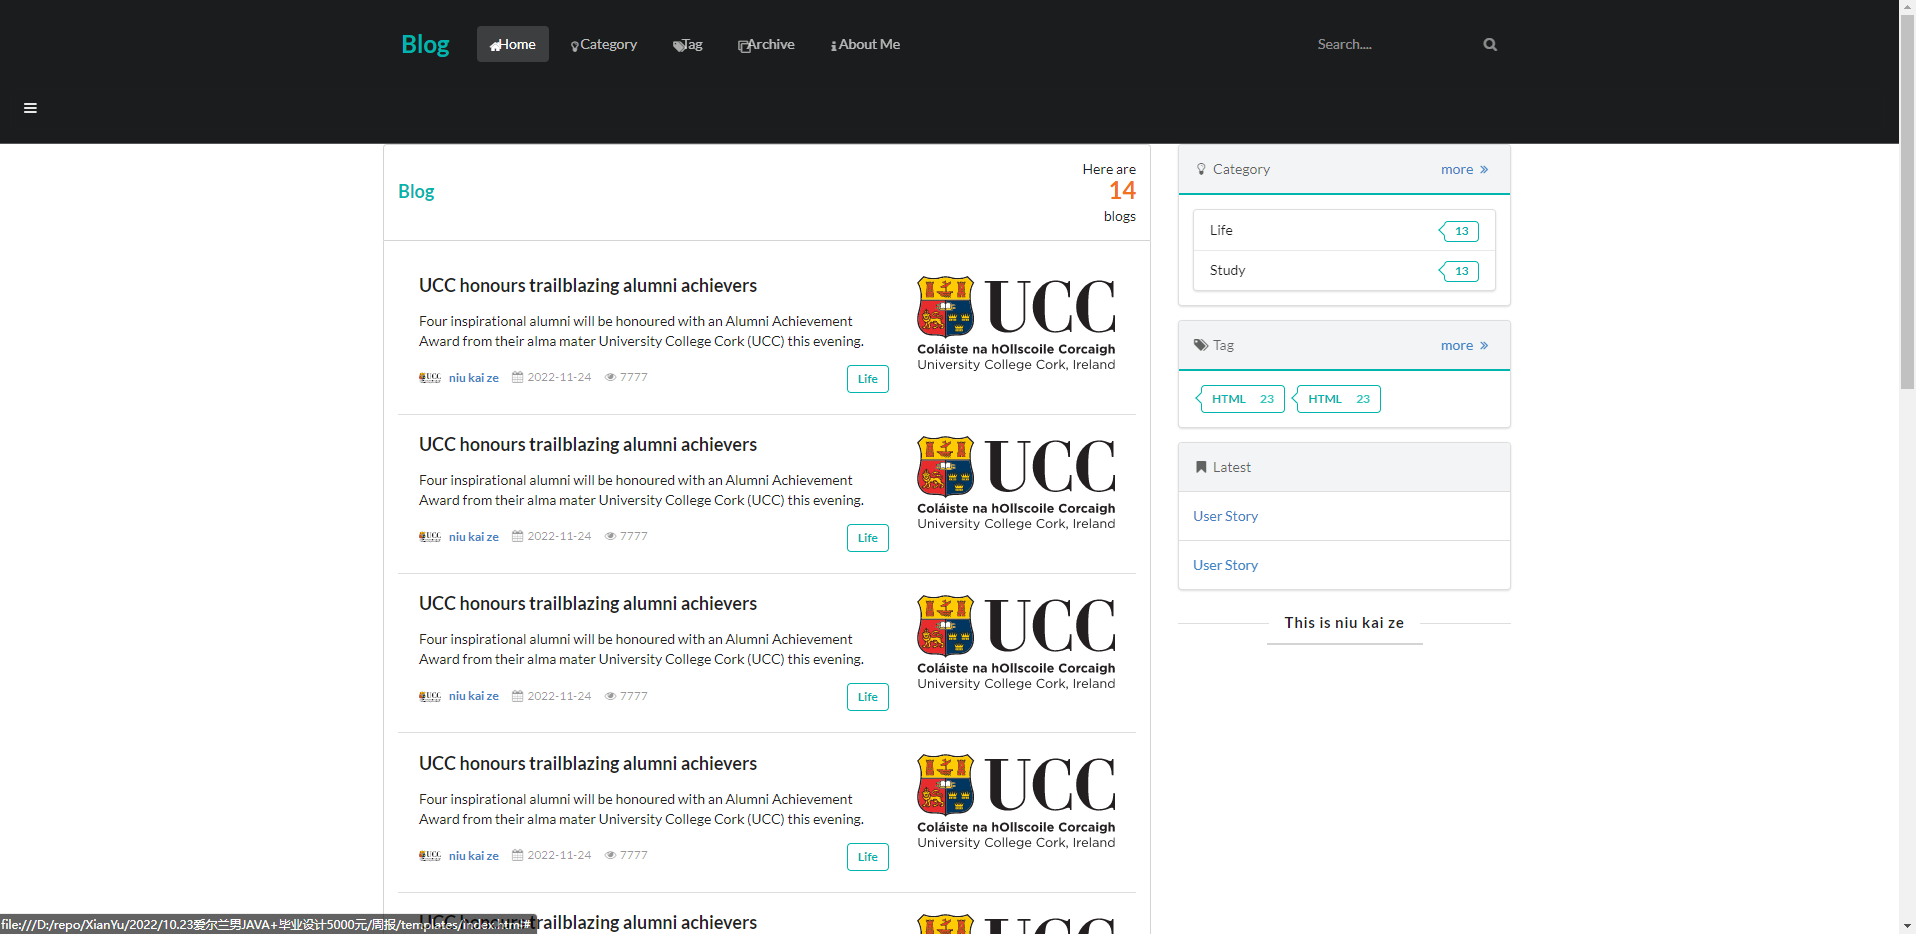 Blog
Home
Category
Tag
Archive
About Me
Search....
Blog
Here are
14
blogs
UCC honours trailblazing alumni achievers
Four inspirational alumni will be honoured with an Alumni Achievement
Award from their alma mater University College Cork (UCC) this evening.
niu kai ze 2022-11-24 7777
Life
UCC
Coláiste na hOllscoile Corcaigh
University College Cork, Ireland
UCC honours trailblazing alumni achievers
Four inspirational alumni will be honoured with an Alumni Achievement
Award from their alma mater University College Cork (UCC) this evening.
niu kai ze 2022-11-24 7777
Life
UCC
Coláiste na hOllscoile Corcaigh
University College Cork, Ireland
UCC honours trailblazing alumni achievers
Four inspirational alumni will be honoured with an Alumni Achievement
Award from their alma mater University College Cork (UCC) this evening.
niu kai ze 2022-11-24 7777
Life
UCC
Coláiste na hOllscoile Corcaigh
University College Cork, Ireland
UCC honours trailblazing alumni achievers
Four inspirational alumni will be honoured with an Alumni Achievement
Award from their alma mater University College Cork (UCC) this evening.
niu kai ze 2022-11-24 7777
Life
UCC
Coláiste na hOllscoile Corcaigh
University College Cork, Ireland
UCC honours trailblazing alumni achievers
Category more
Life 13
Study 13
Tag more
HTML 23
HTML 23
Latest
User Story
User Story
This is niu kai ze
file:///D:/repo/XianYu/2022/10.23爱尔兰男JAVA+毕业设计5000元/周报/templates/index.html#